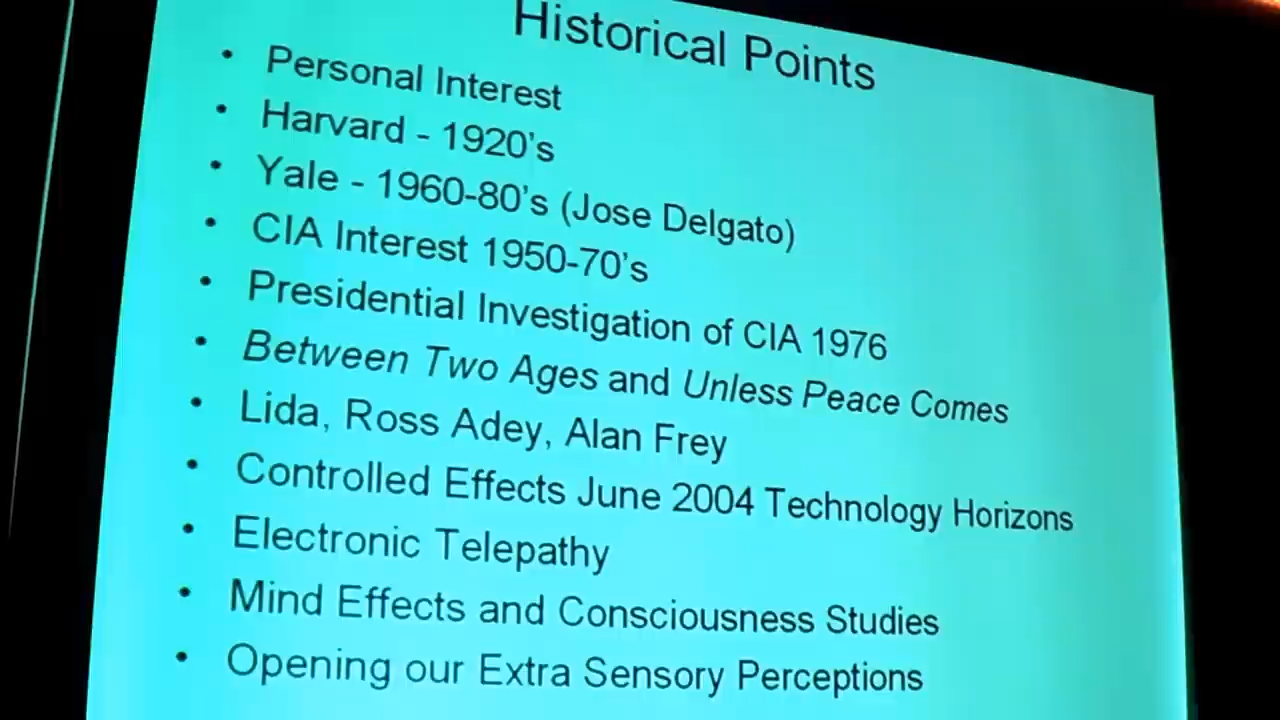 Historical Points
• Personal Interest
• Harvard - 1920's
• Yale - 1960-80's (Jose Delgato)
• CIA Interest 1950-70's
• Presidential Investigation of CIA 1976
• Between Two Ages and Unless Peace Comes
• Lida, Ross Adey, Alan Frey
• Controlled Effects June 2004 Technology Horizons
• Electronic Telepathy
• Mind Effects and Consciousness Studies
• Opening our Extra Sensory Perceptions